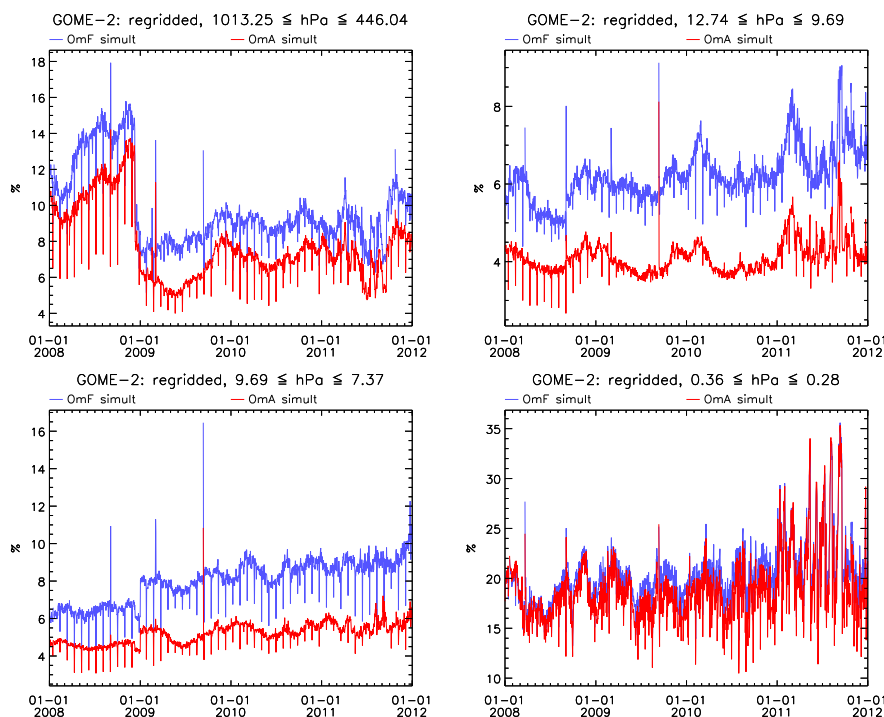 GOME-2: regridded, 1013.25 ≦ hPa ≦ 446.04
OmF simult OmA simult
18
16
14
12
10
8
6
4
%
01-01 01-01 01-01 01-01 01-01
2008 2009 2010 2011 2012
GOME-2: regridded, 12.74 ≦ hPa ≦ 9.69
OmF simult OmA simult
8
6
4
%
01-01 01-01 01-01 01-01 01-01
2008 2009 2010 2011 2012
GOME-2: regridded, 9.69 ≦ hPa ≦ 7.37
OmF simult OmA simult
16
14
12
10
8
6
4
%
01-01 01-01 01-01 01-01 01-01
2008 2009 2010 2011 2012
GOME-2: regridded, 0.36 ≦ hPa ≦ 0.28
OmF simult OmA simult
35
30
25
20
15
10
%
01-01 01-01 01-01 01-01 01-01
2008 2009 2010 2011 2012